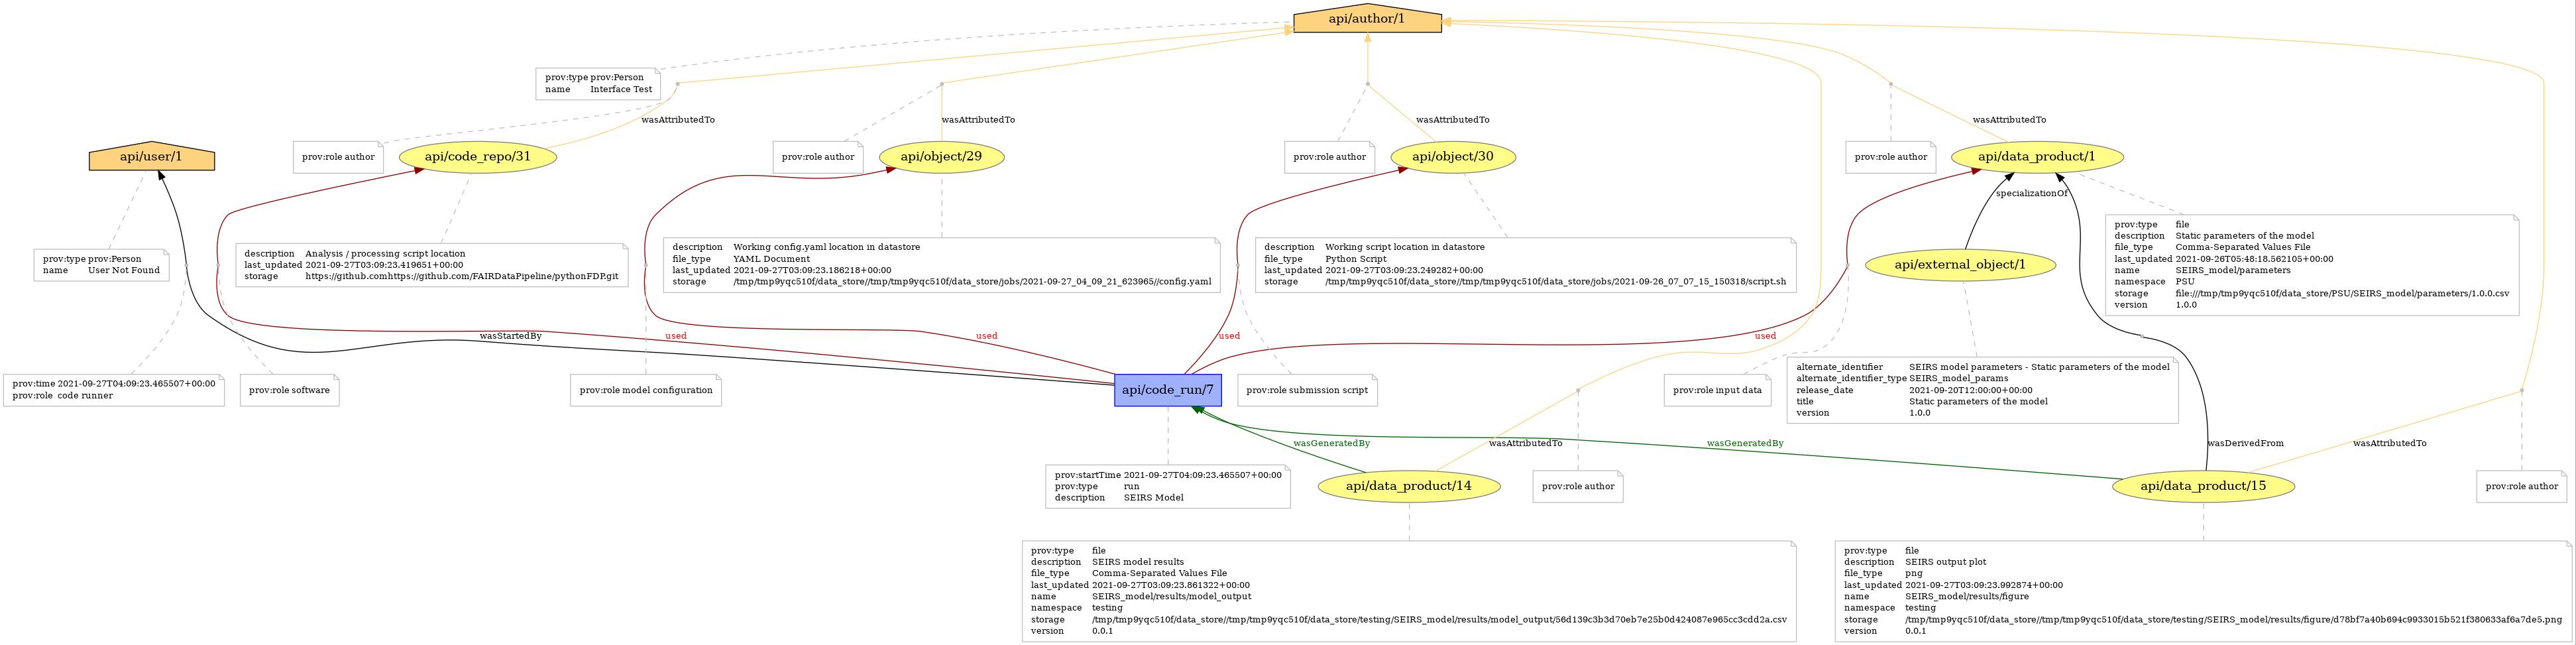 api/author/1
prov:type prov:Person
name Interface Test
wasAttributedTo
wasAttributedTo
wasAttributedTo
wasAttributedTo
api/user/1
prov:role author
api/code_repo/31
prov:role author
api/object/29
prov:role author
api/object/30
prov:role author
api/data_product/1
specializationOf
prov:type prov:Person
name User Not Found
description Analysis / processing script location
last_updated 2021-09-27T03:09:23.419651+00:00
storage https://github.comhttps://github.com/FAIRDataPipeline/pythonFDP.git
description Working config.yaml location in datastore
file_type YAML Document
last_updated 2021-09-27T03:09:23.186218+00:00
storage /tmp/tmp9yqc510f/data_store//tmp/tmp9yqc510f/data_store/jobs/2021-09-27_04_09_21_623965//config.yaml
description Working script location in datastore
file_type Python Script
last_updated 2021-09-27T03:09:23.249282+00:00
storage /tmp/tmp9yqc510f/data_store//tmp/tmp9yqc510f/data_store/jobs/2021-09-26_07_07_15_150318/script.sh
api/external_object/1
prov:type file
description Static parameters of the model
file_type Comma-Separated Values File
last_updated 2021-09-26T05:48:18.562105+00:00
name SEIRS_model/parameters
namespace PSU
storage file:///tmp/tmp9yqc510f/data_store/PSU/SEIRS_model/parameters/1.0.0.csv
version 1.0.0
wasStartedBy
used
used
used
used
prov:time 2021-09-27T04:09:23.465507+00:00
prov:role code runner
prov:role software
prov:role model configuration
api/code_run/7
prov:role submission script
prov:role input data
alternate_identifier SEIRS model parameters - Static parameters of the model
alternate_identifier_type SEIRS_model_params
release_date 2021-09-20T12:00:00+00:00
title Static parameters of the model
version 1.0.0
wasGeneratedBy
wasAttributedTo
wasGeneratedBy
wasDerivedFrom
wasAttributedTo
prov:startTime 2021-09-27T04:09:23.465507+00:00
prov:type run
description SEIRS Model
api/data_product/14
prov:role author
api/data_product/15
prov:role author
prov:type file
description SEIRS model results
file_type Comma-Separated Values File
last_updated 2021-09-27T03:09:23.861322+00:00
name SEIRS_model/results/model_output
namespace testing
storage /tmp/tmp9yqc510f/data_store//tmp/tmp9yqc510f/data_store/testing/SEIRS_model/results/model_output/56d139c3b3d70eb7e25b0d424087e965cc3cdd2a.csv
version 0.0.1
prov:type file
description SEIRS output plot
file_type png
last_updated 2021-09-27T03:09:23.992874+00:00
name SEIRS_model/results/figure
namespace testing
storage /tmp/tmp9yqc510f/data_store//tmp/tmp9yqc510f/data_store/testing/SEIRS_model/results/figure/d78bf7a40b694c9933015b521f380633af6a7de5.png
version 0.0.1